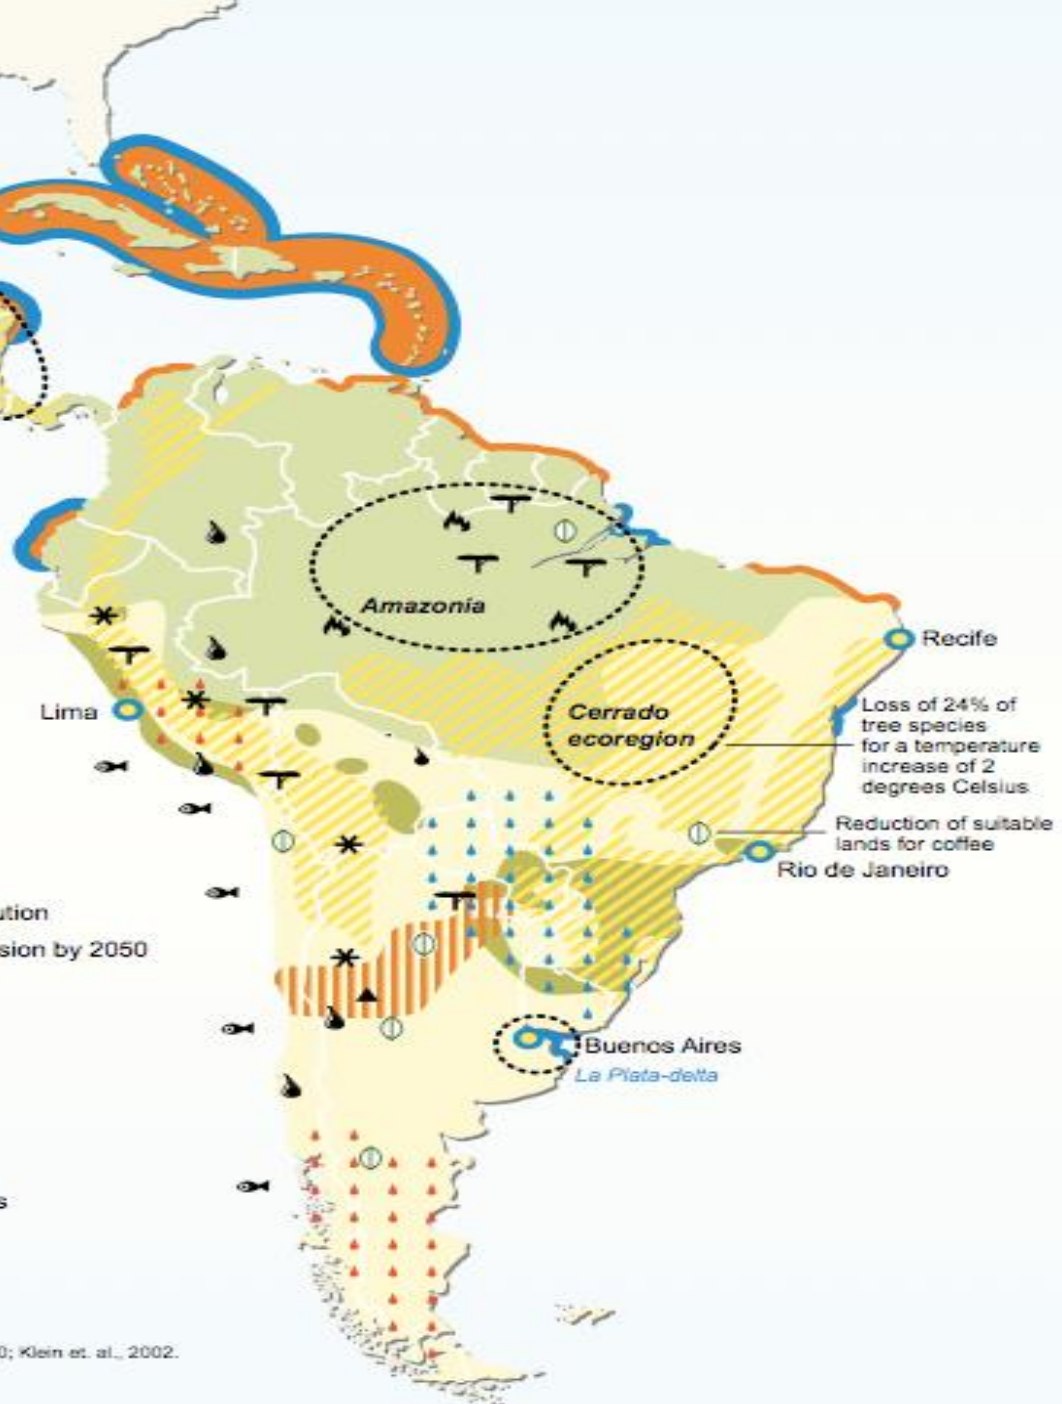 Amazonia
Recife
Lima
Cerrado
ecoregion
Loss of 24% of
tree species
for a temperature
increase of 2
degrees Celsius
Reduction of suitable
lands for coffee
Rio de Janeiro
ution
sion by 2050
Buenos Aires
La Plata-delta
s
0; Klein et. al., 2002.